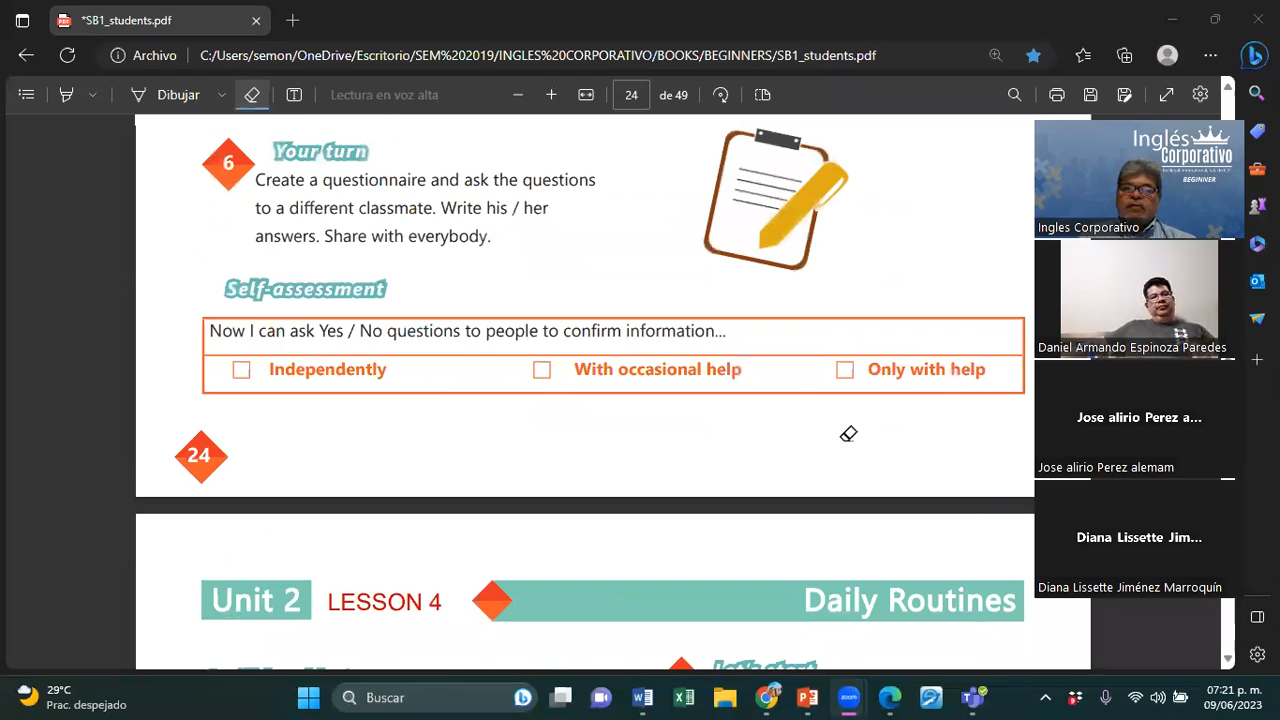 *SB1_students.pdf
Archivo
C:/Users/semon/OneDrive/Escritorio/SEM%202019/INGLES%20CORPORATIVO/BOOKS/BEGINNERS/SB1_students.pdf
Dibujar
Lectura en voz alta
24
de 49
6
Your turn
Create a questionnaire and ask the questions
to a different classmate. Write his / her
answers. Share with everybody.
Self-assessment
Now I can ask Yes / No questions to people to confirm information...
Independently
With occasional help
Only with help
24
Unit 2
LESSON 4
Daily Routines
Let's start
Inglés
Corporativo
BEGINNER
Ingles Corporativo
Daniel Armando Espinoza Paredes
Jose alirio Perez a...
Jose alirio Perez alemam
Diana Lissette Jim...
Diana Lissette Jiménez Marroquín
29°C
Prac. despejado
Buscar
zoom
07:21 p. m.
09/06/2023